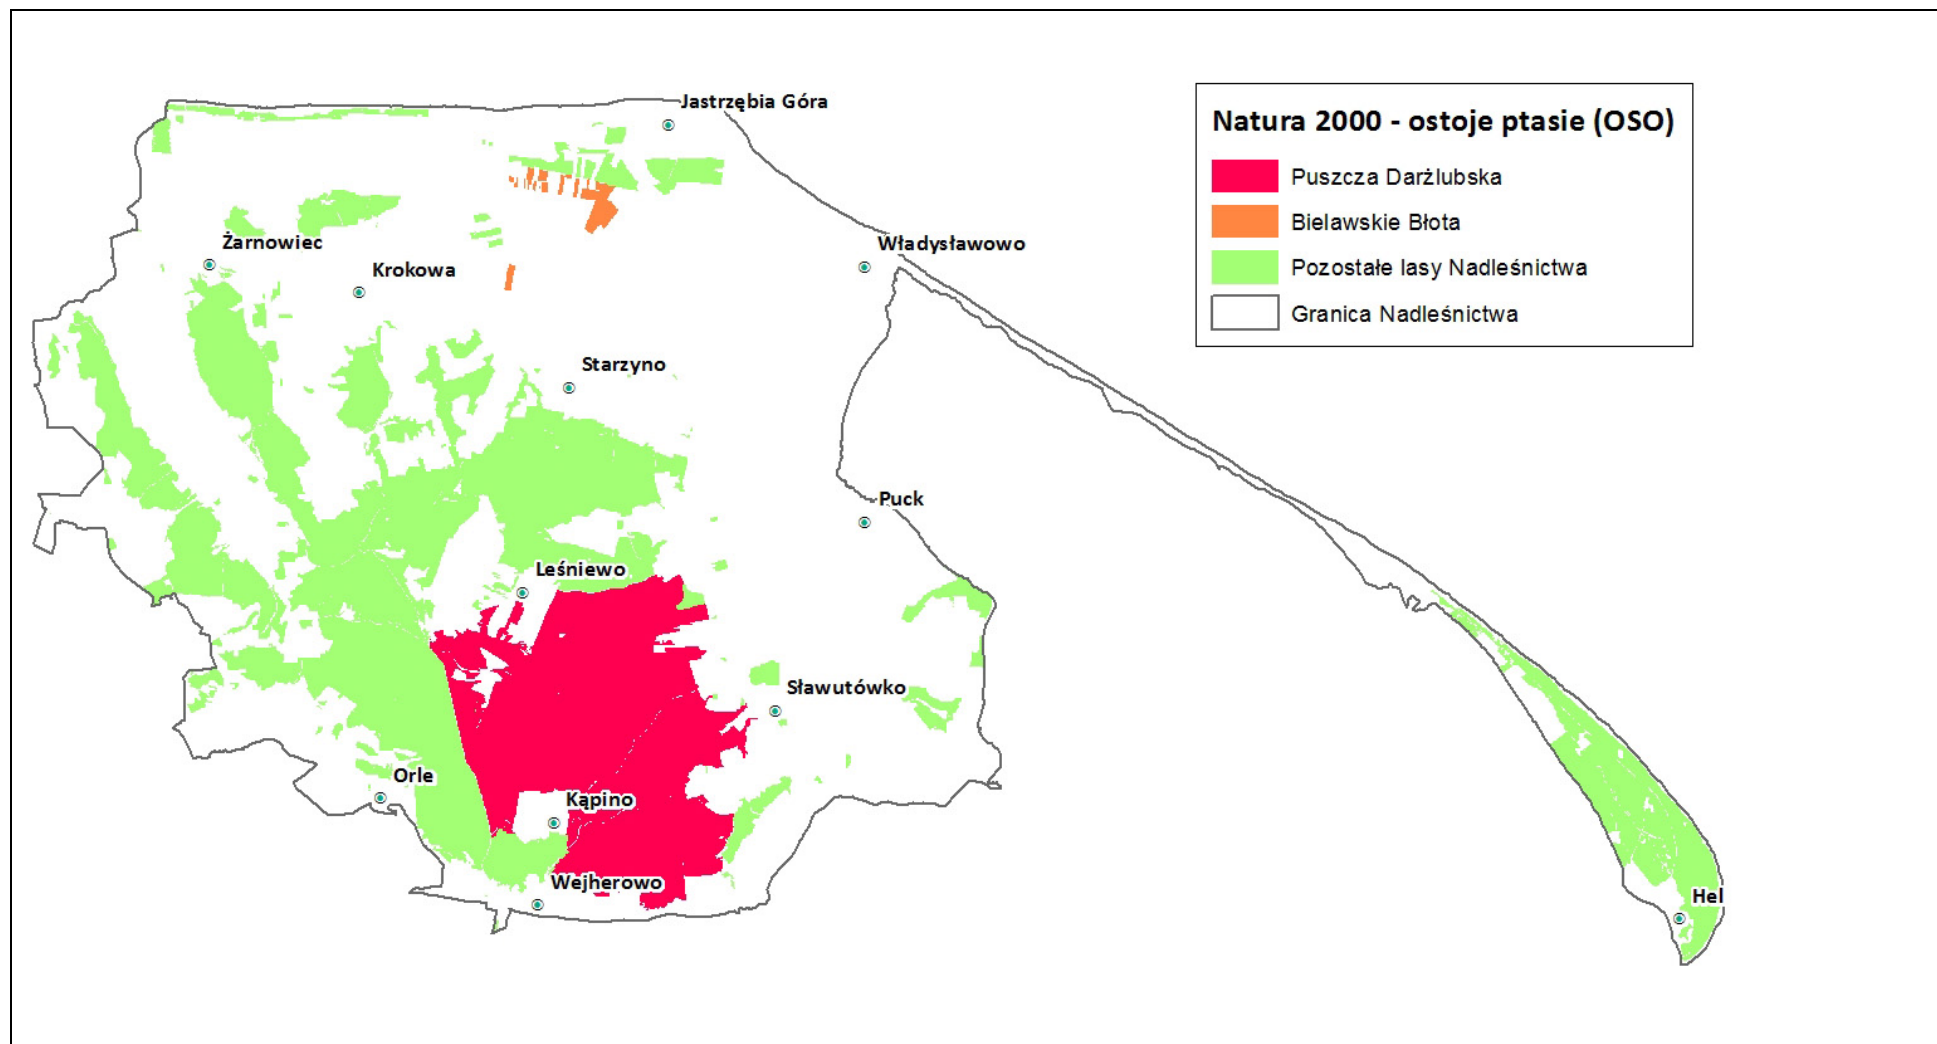 Jastrzębia Góra
Natura 2000 - ostoje ptasie (OSO)
Puszcza Darżlubska
Bielawskie Błota
Pozostałe lasy Nadleśnictwa
Granica Nadleśnictwa
Żarnowiec
Władysławowo
Krokowa
Starzyno
Puck
Leśniewo
Sławutówko
Orle
Kąpino
Wejherowo
Hel